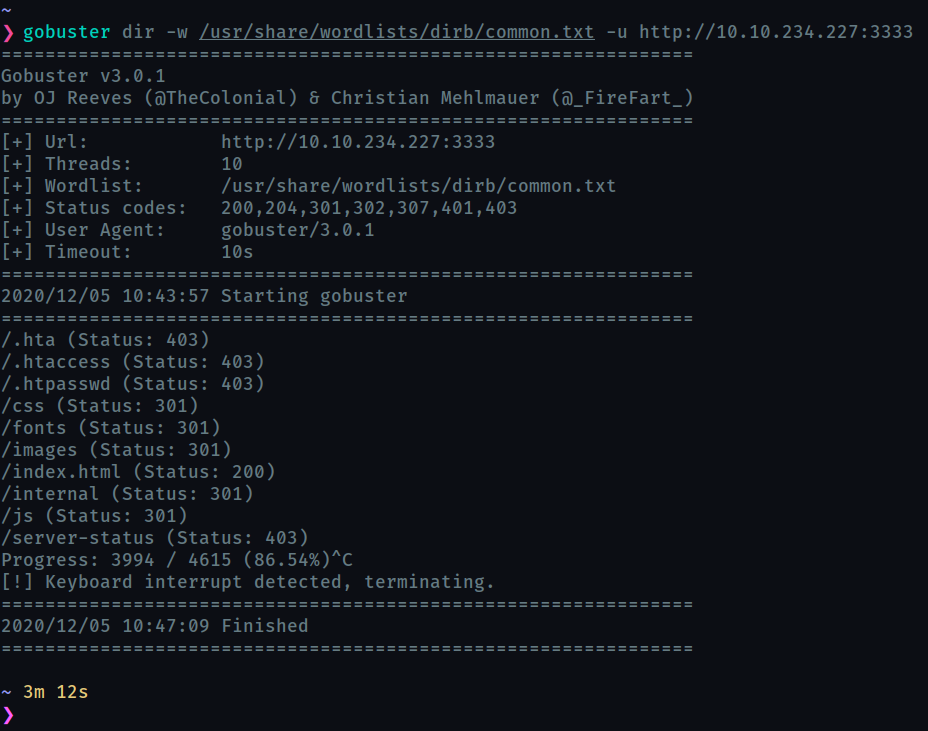 ~
❯ gobuster dir -w /usr/share/wordlists/dirb/common.txt -u http://10.10.234.227:3333
===============================================================
Gobuster v3.0.1
by OJ Reeves (@TheColonial) & Christian Mehlmauer (@_FireFart_)
===============================================================
[+] Url:            http://10.10.234.227:3333
[+] Threads:        10
[+] Wordlist:       /usr/share/wordlists/dirb/common.txt
[+] Status codes:   200,204,301,302,307,401,403
[+] User Agent:     gobuster/3.0.1
[+] Timeout:        10s
===============================================================
2020/12/05 10:43:57 Starting gobuster
===============================================================
/.hta (Status: 403)
/.htaccess (Status: 403)
/.htpasswd (Status: 403)
/css (Status: 301)
/fonts (Status: 301)
/images (Status: 301)
/index.html (Status: 200)
/internal (Status: 301)
/js (Status: 301)
/server-status (Status: 403)
Progress: 3994 / 4615 (86.54%)^C
[!] Keyboard interrupt detected, terminating.
===============================================================
2020/12/05 10:47:09 Finished
===============================================================
~ 3m 12s
❯